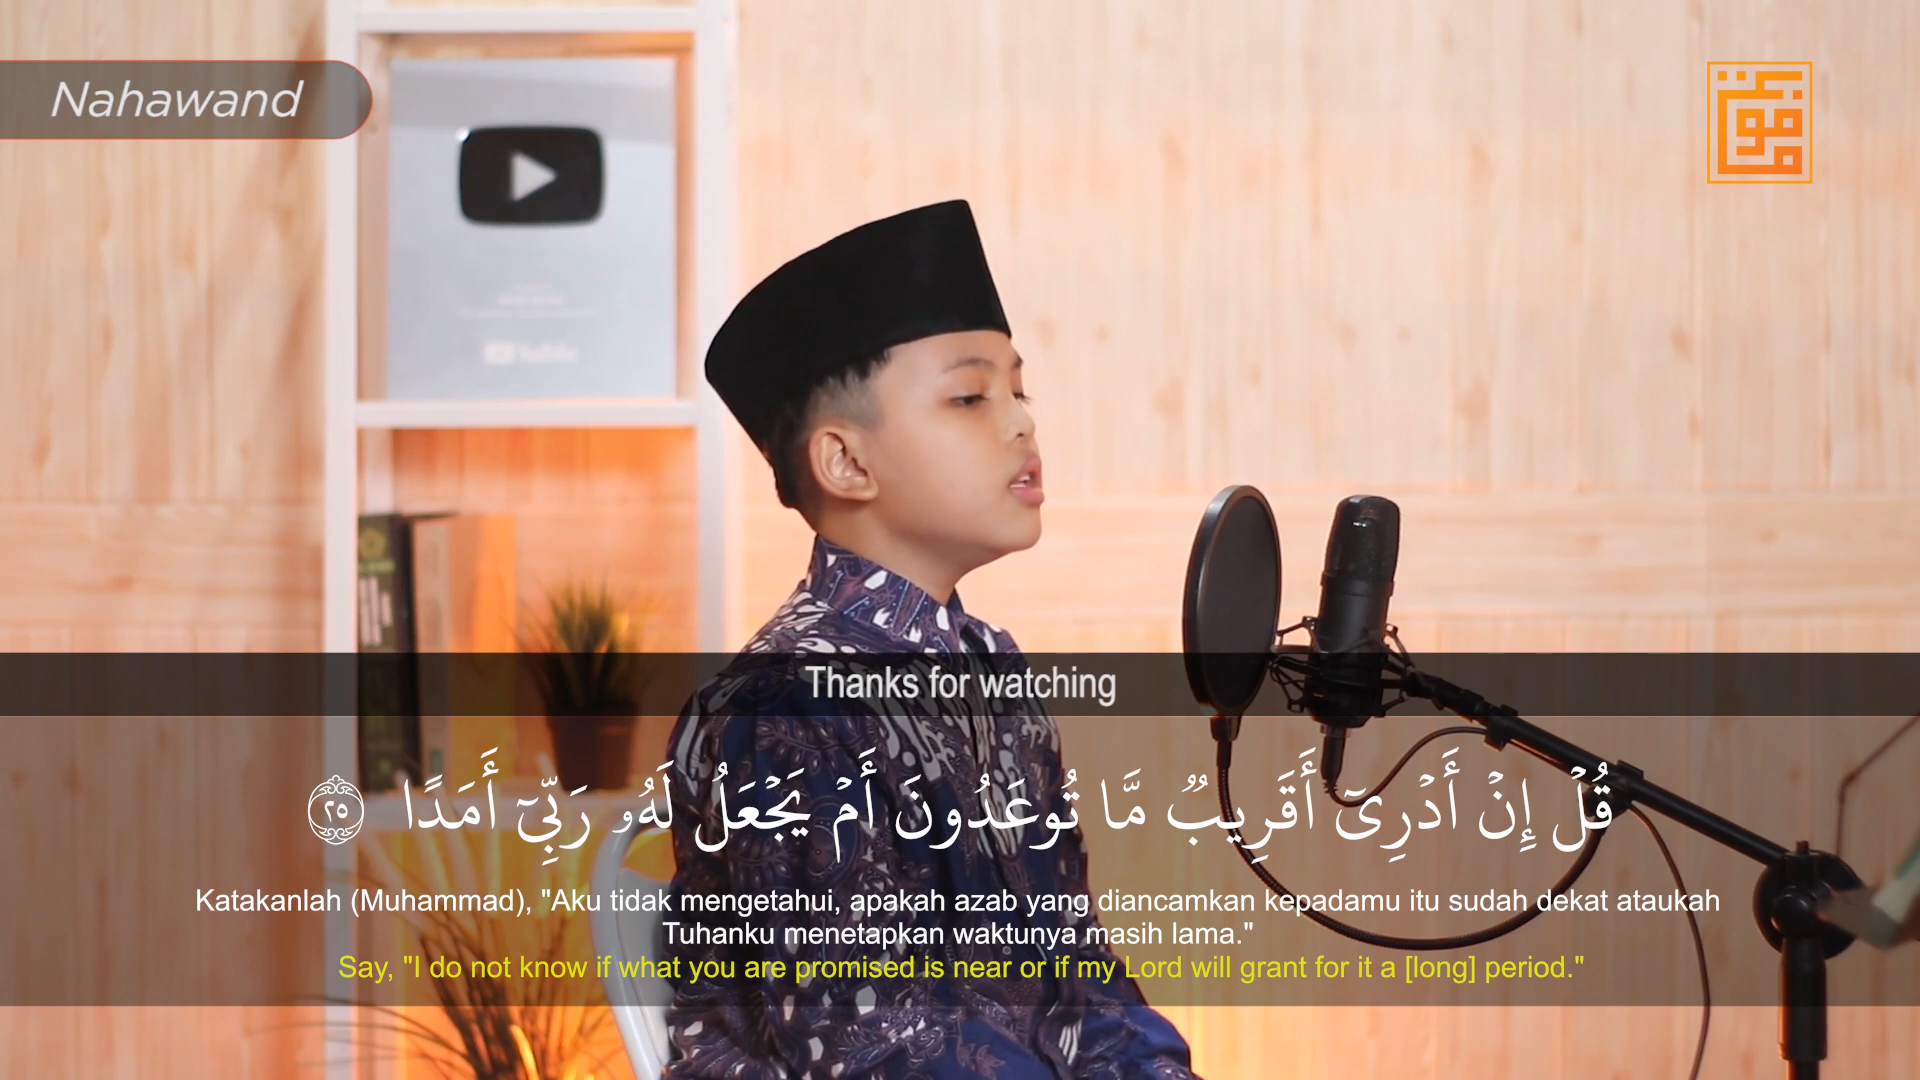 Nahawand
Thanks for watching
قُلْ إِنْ أَدْرِىٓ أَقَرِيبٌ مَّا تُوعَدُونَ أَمْ يَجْعَلُ لَهُۥ رَبِّىٓ أَمَدًا ٢٥
Katakanlah (Muhammad), "Aku tidak mengetahui, apakah azab yang diancamkan kepadamu itu sudah dekat ataukah
Tuhanku menetapkan waktunya masih lama."
Say, "I do not know if what you are promised is near or if my Lord will grant for it a [long] period."